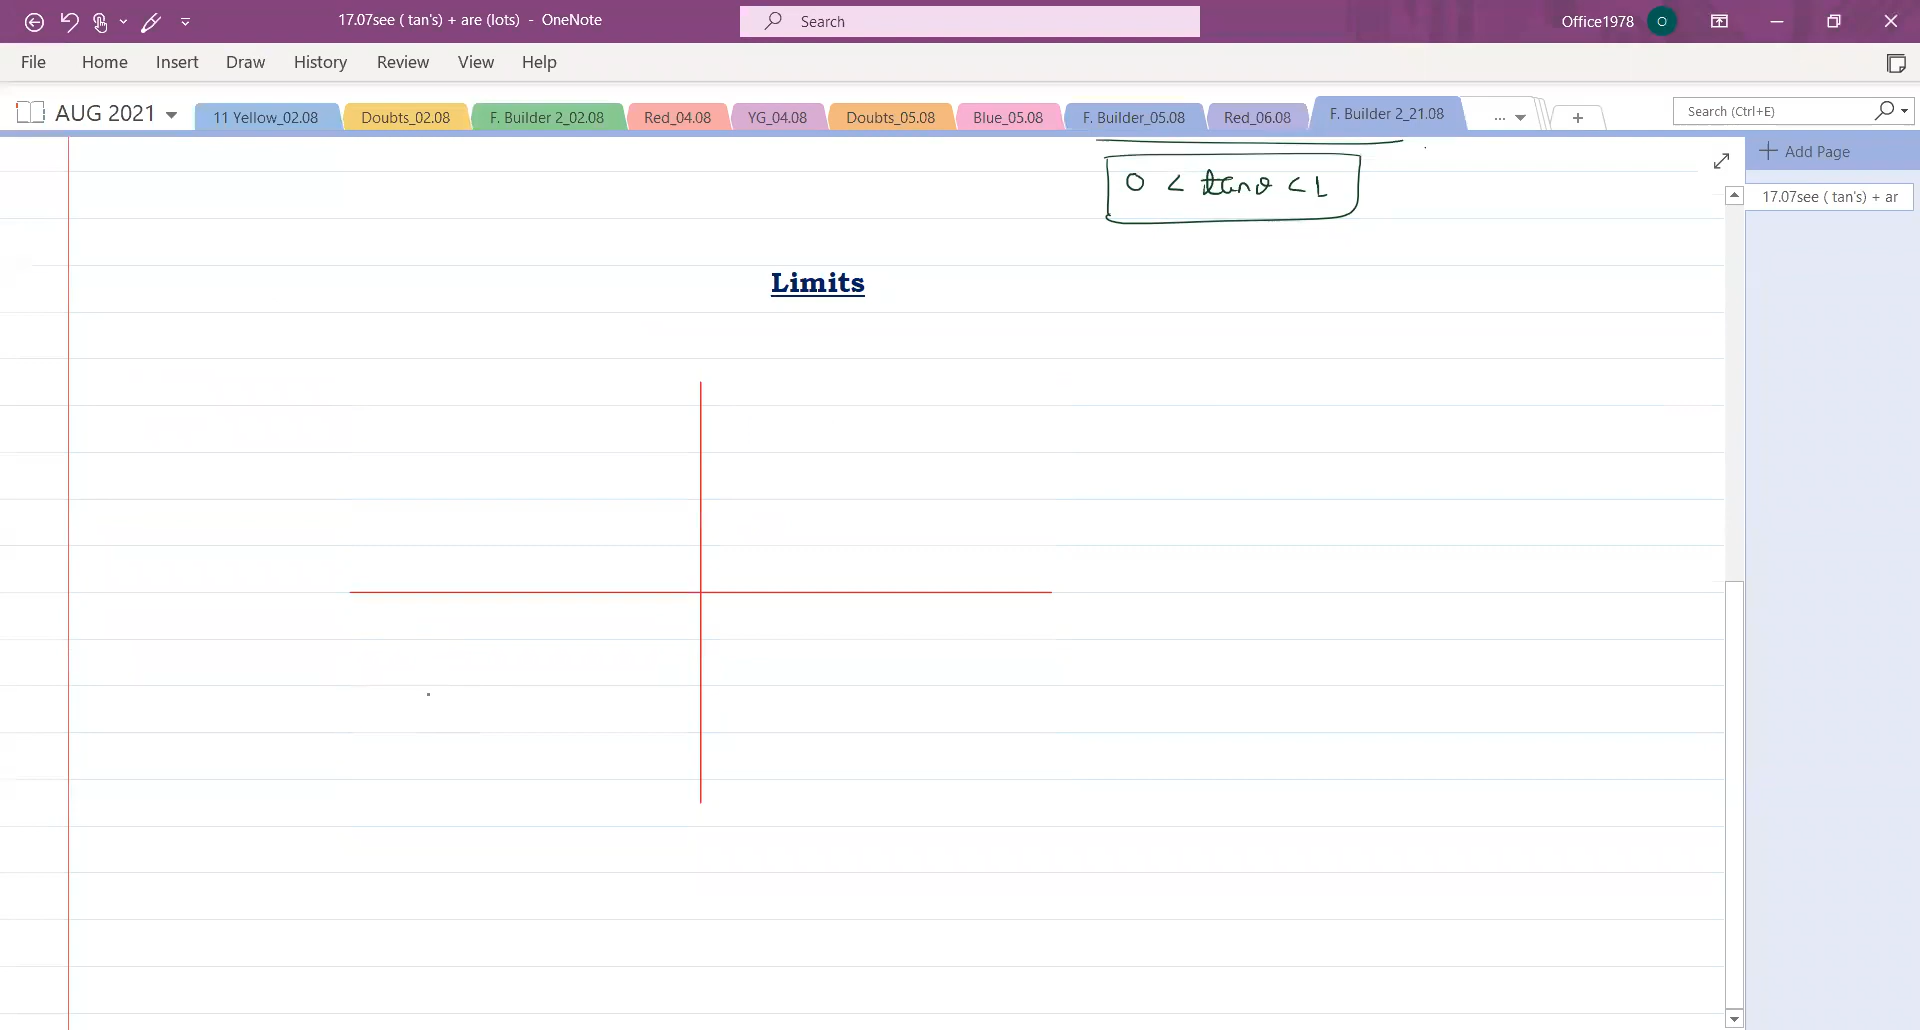 17.07see ( tan's) + are (lots) - OneNote
Search
Office1978
O
File Home Insert Draw History Review View Help
AUG 2021
11 Yellow_02.08 Doubts_02.08 F. Builder 2_02.08 Red_04.08 YG_04.08 Doubts_05.08 Blue_05.08 F. Builder_05.08 Red_06.08 F. Builder 2_21.08 ... +
Search (Ctrl+E)
Add Page
17.07see ( tan's) + ar
0 < tanθ < 1
Limits